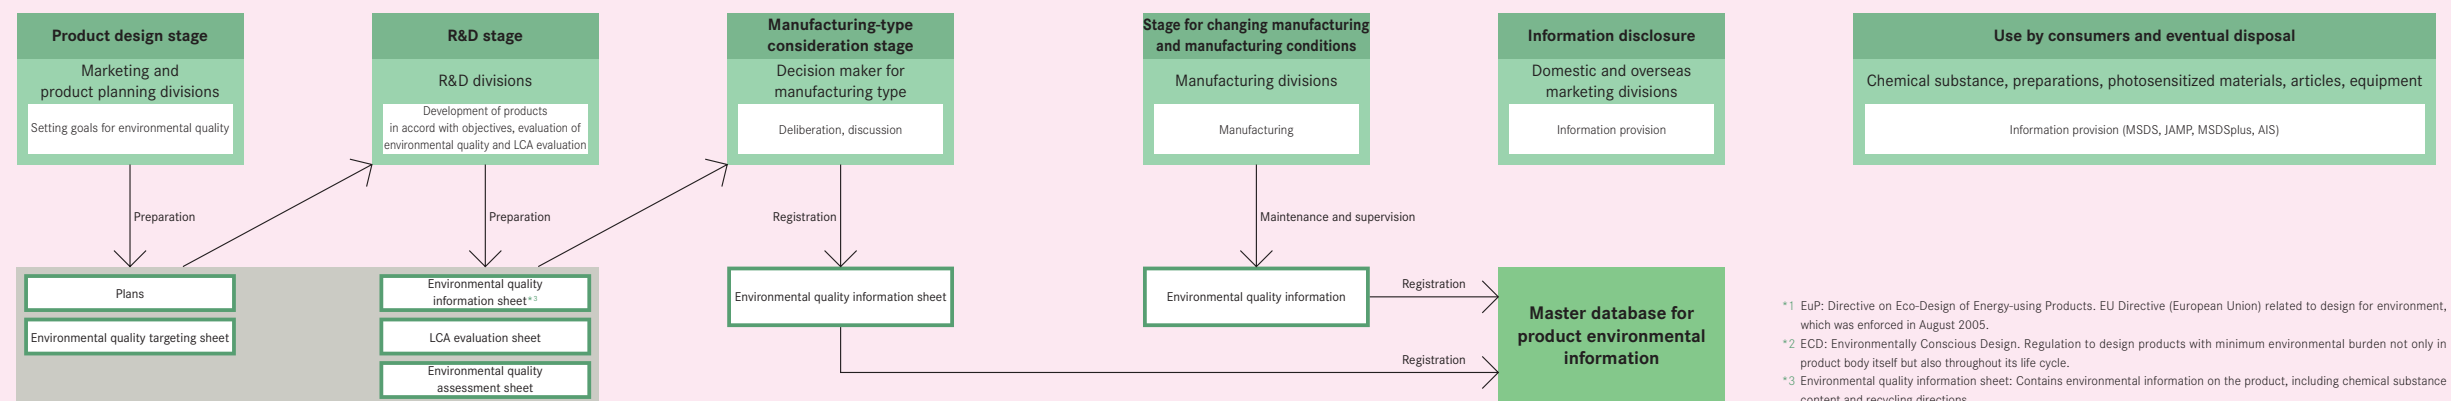 Product design stage
Marketing and
product planning divisions
Setting goals for environmental quality
R&D stage
R&D divisions
Development of products
in accord with objectives, evaluation of
environmental quality and LCA evaluation
Manufacturing-type
consideration stage
Decision maker for
manufacturing type
Deliberation, discussion
Stage for changing manufacturing
and manufacturing conditions
Manufacturing divisions
Manufacturing
Information disclosure
Domestic and overseas
marketing divisions
Information provision
Use by consumers and eventual disposal
Chemical substance, preparations, photosensitized materials, articles, equipment
Information provision (MSDS, JAMP, MSDSplus, AIS)
Preparation
Preparation
Registration
Maintenance and supervision
Plans
Environmental quality targeting sheet
Environmental quality
information sheet*3
LCA evaluation sheet
Environmental quality
assessment sheet
Environmental quality information sheet
Environmental quality information
Registration
Registration
Master database for
product environmental
information
*1 EuP: Directive on Eco-Design of Energy-using Products. EU Directive (European Union) related to design for environment,
which was enforced in August 2005.
*2 ECD: Environmentally Conscious Design. Regulation to design products with minimum environmental burden not only in
product body itself but also throughout its life cycle.
*3 Environmental quality information sheet: Contains environmental information on the product, including chemical substance
content and recycling directions.